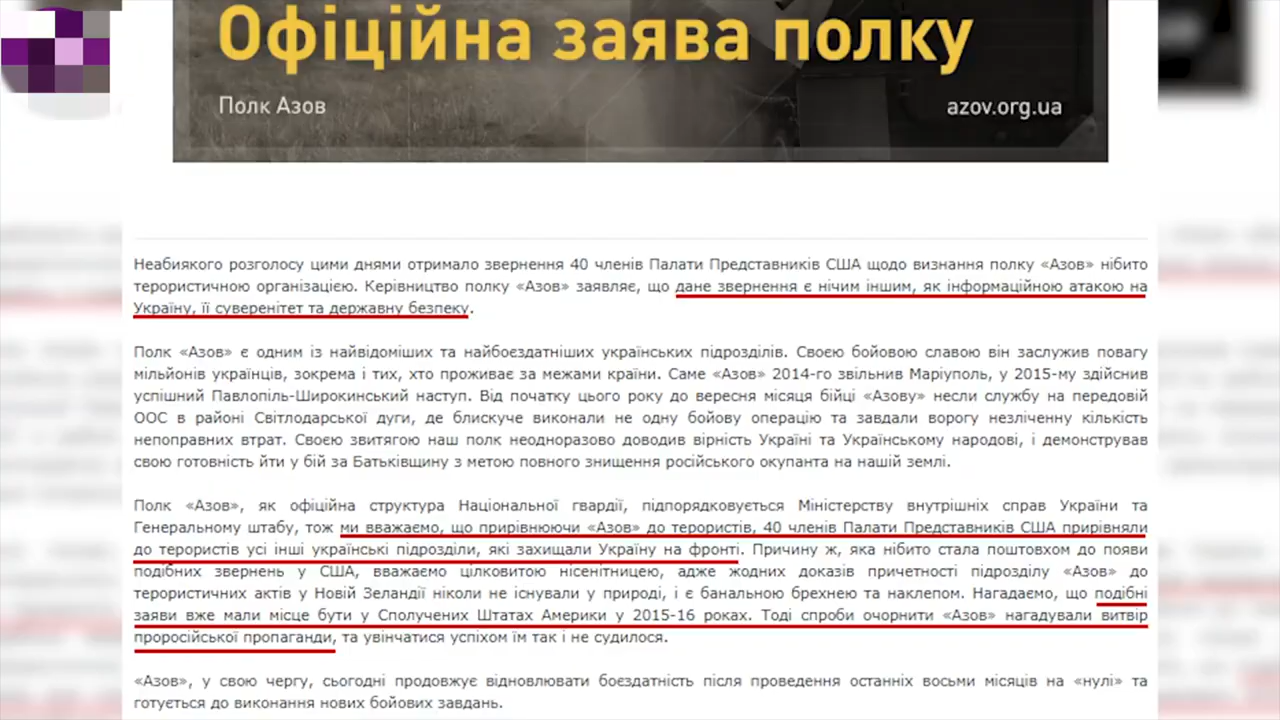 Офіційна заява полку
Полк Азов
azov.org.ua
Неабиякого розголосу цими днями отримало звернення 40 членів Палати Представників США щодо визнання полку «Азов» нібито
терористичною організацією. Керівництво полку «Азов» заявляє, що дане звернення є нічим іншим, як інформаційною атакою на
Україну, її суверенітет та державну безпеку.
Полк «Азов» є одним із найвідоміших та найбоєздатніших українських підрозділів. Своєю бойовою славою він заслужив повагу
мільйонів українців, зокрема і тих, хто проживає за межами країни. Саме «Азов» 2014-го звільнив Маріуполь, у 2015-му здійснив
успішний Павлопіль-Широкинський наступ. Від початку цього року до вересня місяця бійці «Азову» несли службу на передовій
ООС в районі Світлодарської дуги, де блискуче виконали не одну бойову операцію та завдали ворогу незліченну кількість
непоправних втрат. Своєю звитягою наш полк неодноразово доводив вірність Україні та Українському народові, і демонстрував
свою готовність йти у бій за Батьківщину з метою повного знищення російського окупанта на нашій землі.
Полк «Азов», як офіційна структура Національної гвардії, підпорядковується Міністерству внутрішніх справ України та
Генеральному штабу, тож ми вважаємо, що прирівнюючи «Азов» до терористів, 40 членів Палати Представників США прирівняли
до терористів усі інші українські підрозділи, які захищали Україну на фронті. Причину ж, яка нібито стала поштовхом до появи
подібних звернень у США, вважаємо цілковитою нісенітницею, адже жодних доказів причетності підрозділу «Азов» до
терористичних актів у Новій Зеландії ніколи не існували у природі, і є банальною брехнею та наклепом. Нагадаємо, що подібні
заяви вже мали місце бути у Сполучених Штатах Америки у 2015-16 роках. Тоді спроби очорнити «Азов» нагадували витвір
проросійської пропаганди, та увінчатися успіхом їм так і не судилося.
«Азов», у свою чергу, сьогодні продовжує відновлювати боєздатність після проведення останніх восьми місяців на «нулі» та
готується до виконання нових бойових завдань.